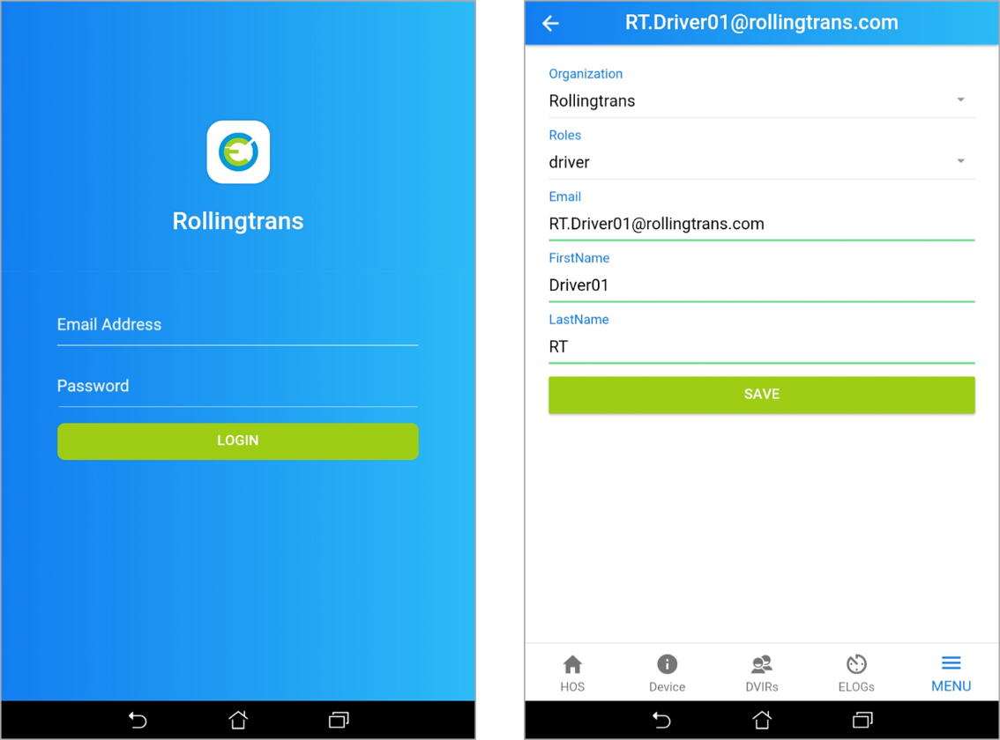 Rollingtrans
Email Address
Password
LOGIN
RT.Driver01@rollingtrans.com
Organization
Rollingtrans
Roles
driver
Email
RT.Driver01@rollingtrans.com
FirstName
Driver01
LastName
RT
SAVE
HOS
Device
DVIRs
ELOGs
MENU